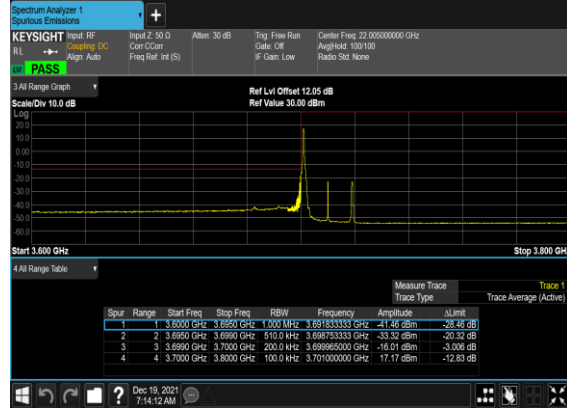 Spectrum Analyzer 1
Spurious Emissions
KEYSIGHT Input: RF Input Z: 50 Ω Atten: 30 dB Trig: Free Run Center Freq: 22.005000000 GHz
RL Coupling: DC Corr CCorr Gate: Off Avg|Hold: 100/100
Align: Auto Freq Ref: Int (S) IF Gain: Low Radio Std: None
PASS
3 All Range Graph
Ref Lvl Offset 12.05 dB
Scale/Div 10.0 dB Ref Value 30.00 dBm
Log
20.0
10.0
0.00
-10.0
-20.0
-30.0
-40.0
-50.0
-60.0
Start 3.600 GHz Stop 3.800 GH
4 All Range Table
Measure Trace Trace 1
Trace Type Trace Average (Active)
Spur Range Start Freq Stop Freq RBW Frequency Amplitude ΔLimit
1 1 3.6000 GHz 3.6950 GHz 1.000 MHz 3.691833333 GHz -41.46 dBm -28.46 dB
2 2 3.6950 GHz 3.6990 GHz 510.0 kHz 3.698753333 GHz -33.32 dBm -20.32 dB
3 3 3.6990 GHz 3.7000 GHz 200.0 kHz 3.699965000 GHz -16.01 dBm -3.006 dB
4 4 3.7000 GHz 3.8000 GHz 100.0 kHz 3.701000000 GHz 17.17 dBm -12.83 dB
? Dec 19, 2021
7:14:12 AM